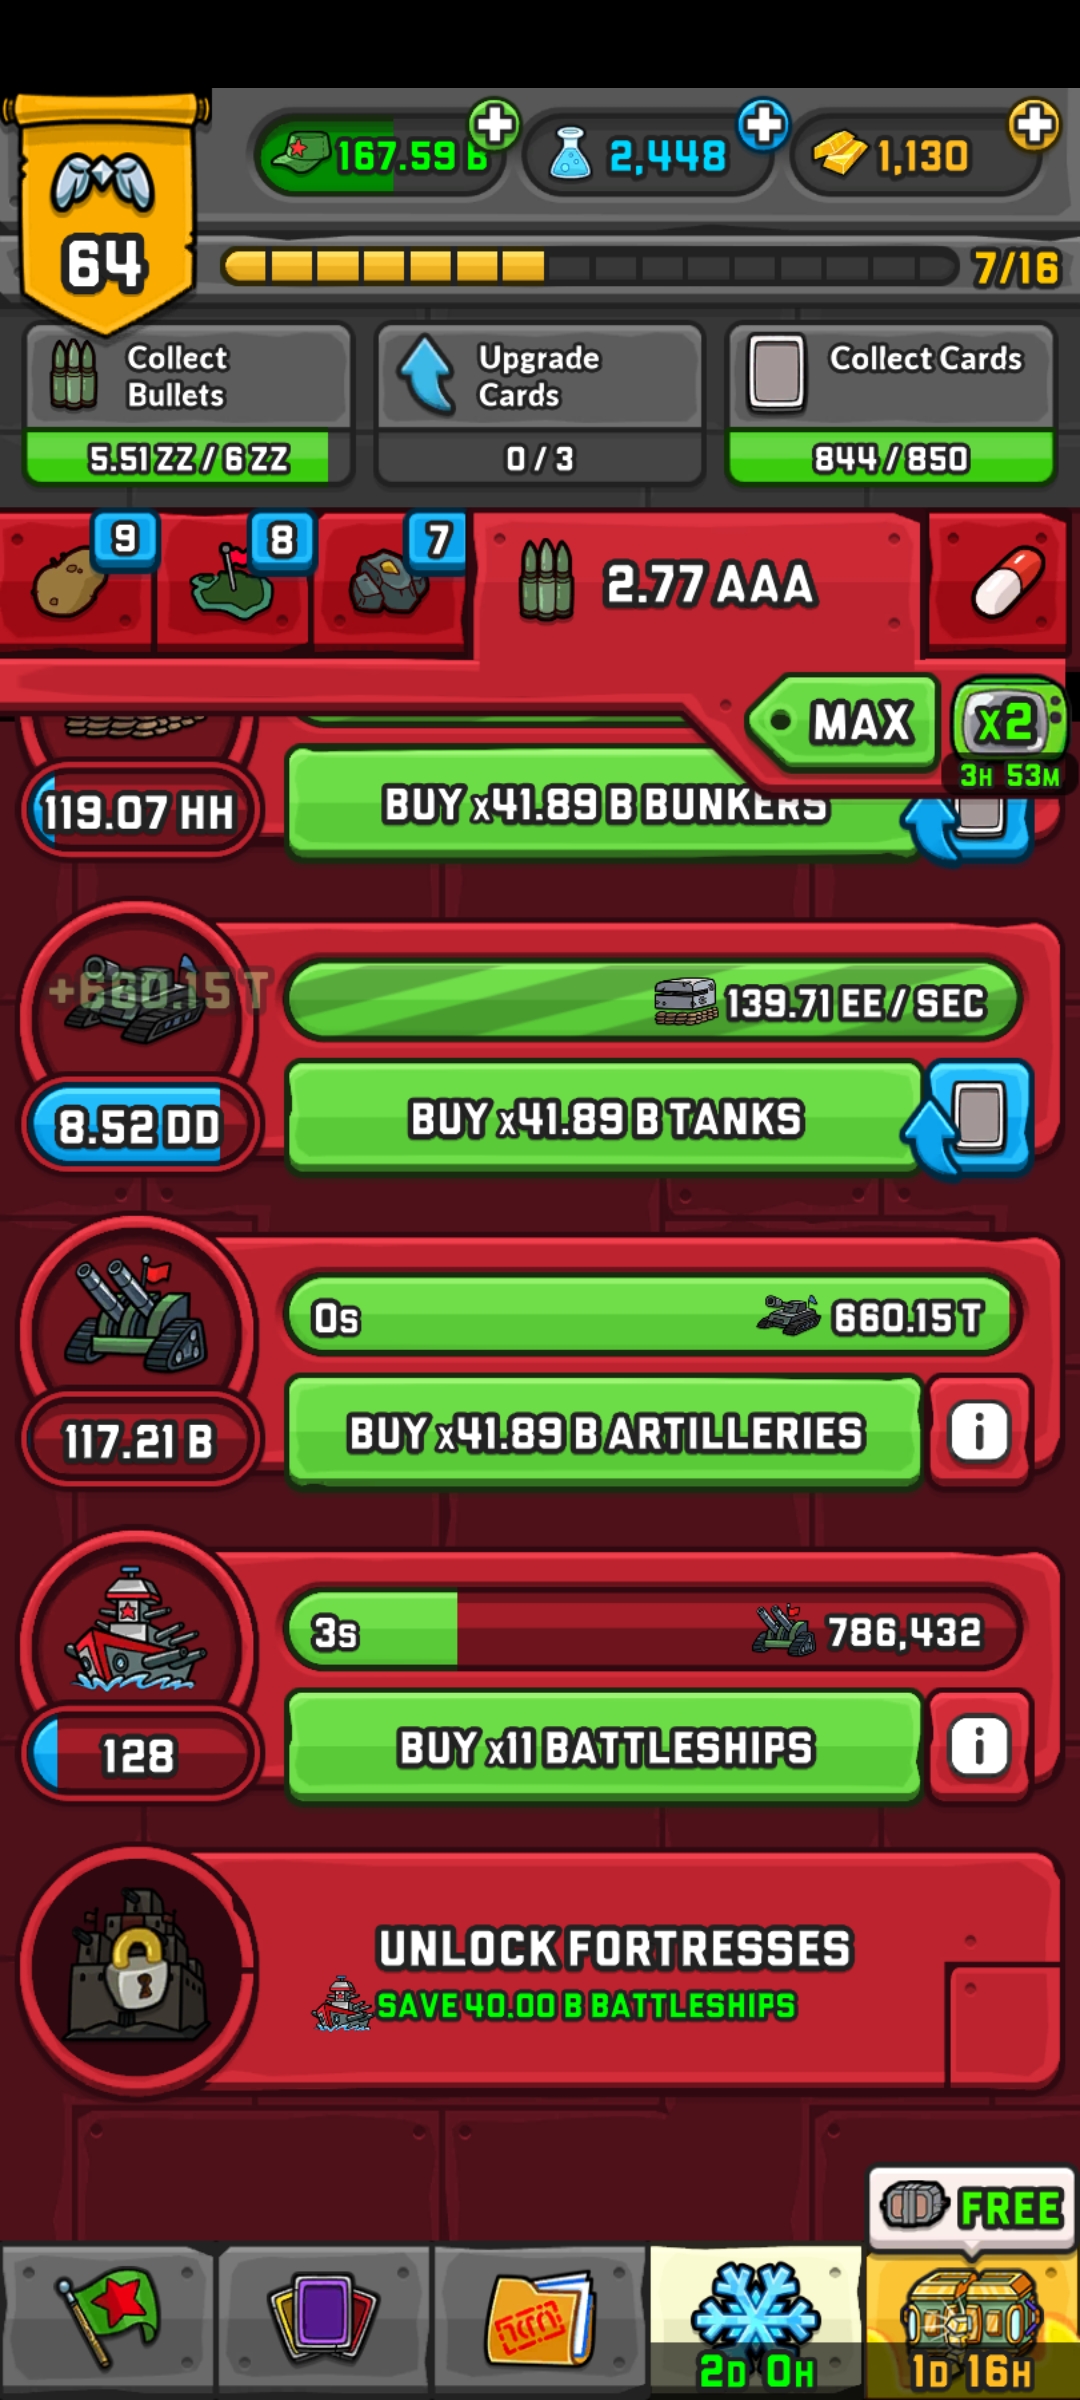 167.59 B
2,448
1,130
64
7/16
Collect
Bullets
Upgrade
Cards
Collect Cards
5.51 ZZ / 6 ZZ
0 / 3
844 / 850
9
8
7
2.77 AAA
MAX
x2
3H 53M
119.07 HH
BUY x41.89 B BUNKERS
+660.15 T
139.71 EE / SEC
8.52 DD
BUY x41.89 B TANKS
0s
660.15 T
117.21 B
BUY x41.89 B ARTILLERIES
i
3s
786,432
128
BUY x11 BATTLESHIPS
i
UNLOCK FORTRESSES
SAVE 40.00 B BATTLESHIPS
FREE
2D 0H
1D 16H